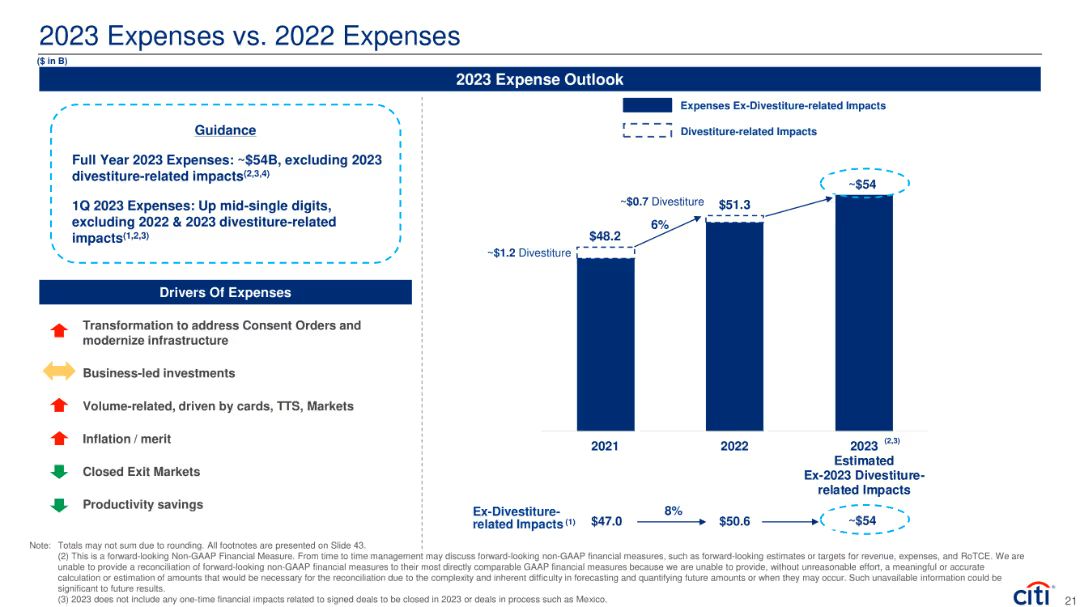 2023 Expenses vs. 2022 Expenses
($ in B)
2023 Expense Outlook
Guidance
Full Year 2023 Expenses: ~$54B, excluding 2023
divestiture-related impacts(2,3,4)
1Q 2023 Expenses: Up mid-single digits,
excluding 2022 & 2023 divestiture-related
impacts(1,2,3)
Drivers Of Expenses
Transformation to address Consent Orders and
modernize infrastructure
Business-led investments
Volume-related, driven by cards, TTS, Markets
Inflation / merit
Closed Exit Markets
Productivity savings
Expenses Ex-Divestiture-related Impacts
Divestiture-related Impacts
~$54
~$0.7 Divestiture
$51.3
6%
$48.2
~$1.2 Divestiture
2021
2022
2023 (2,3)
Estimated
Ex-2023 Divestiture-
related Impacts
Ex-Divestiture-
related Impacts (1)
$47.0
8%
$50.6
~$54
Note: Totals may not sum due to rounding. All footnotes are presented on Slide 43.
(2) This is a forward-looking Non-GAAP Financial Measure. From time to time management may discuss forward-looking non-GAAP financial measures, such as forward-looking estimates or targets for revenue, expenses, and RoTCE. We are
unable to provide a reconciliation of forward-looking non-GAAP financial measures to their most directly comparable GAAP financial measures because we are unable to provide, without unreasonable effort, a meaningful or accurate
calculation or estimation of amounts that would be necessary for the reconciliation due to the complexity and inherent difficulty in forecasting and quantifying future amounts or when they may occur. Such unavailable information could be
significant to future results.
(3) 2023 does not include any one-time financial impacts related to signed deals to be closed in 2023 or deals in process such as Mexico.
citi
21